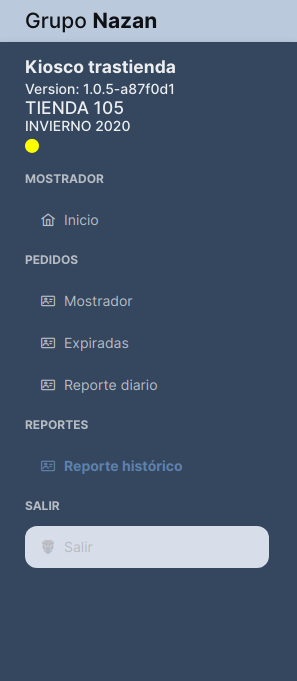 Grupo Nazan
Kiosco trastienda
Version: 1.0.5-a87f0d1
TIENDA 105
INVIERNO 2020
MOSTRADOR
Inicio
PEDIDOS
Mostrador
Expiradas
Reporte diario
REPORTES
Reporte histórico
SALIR
Salir